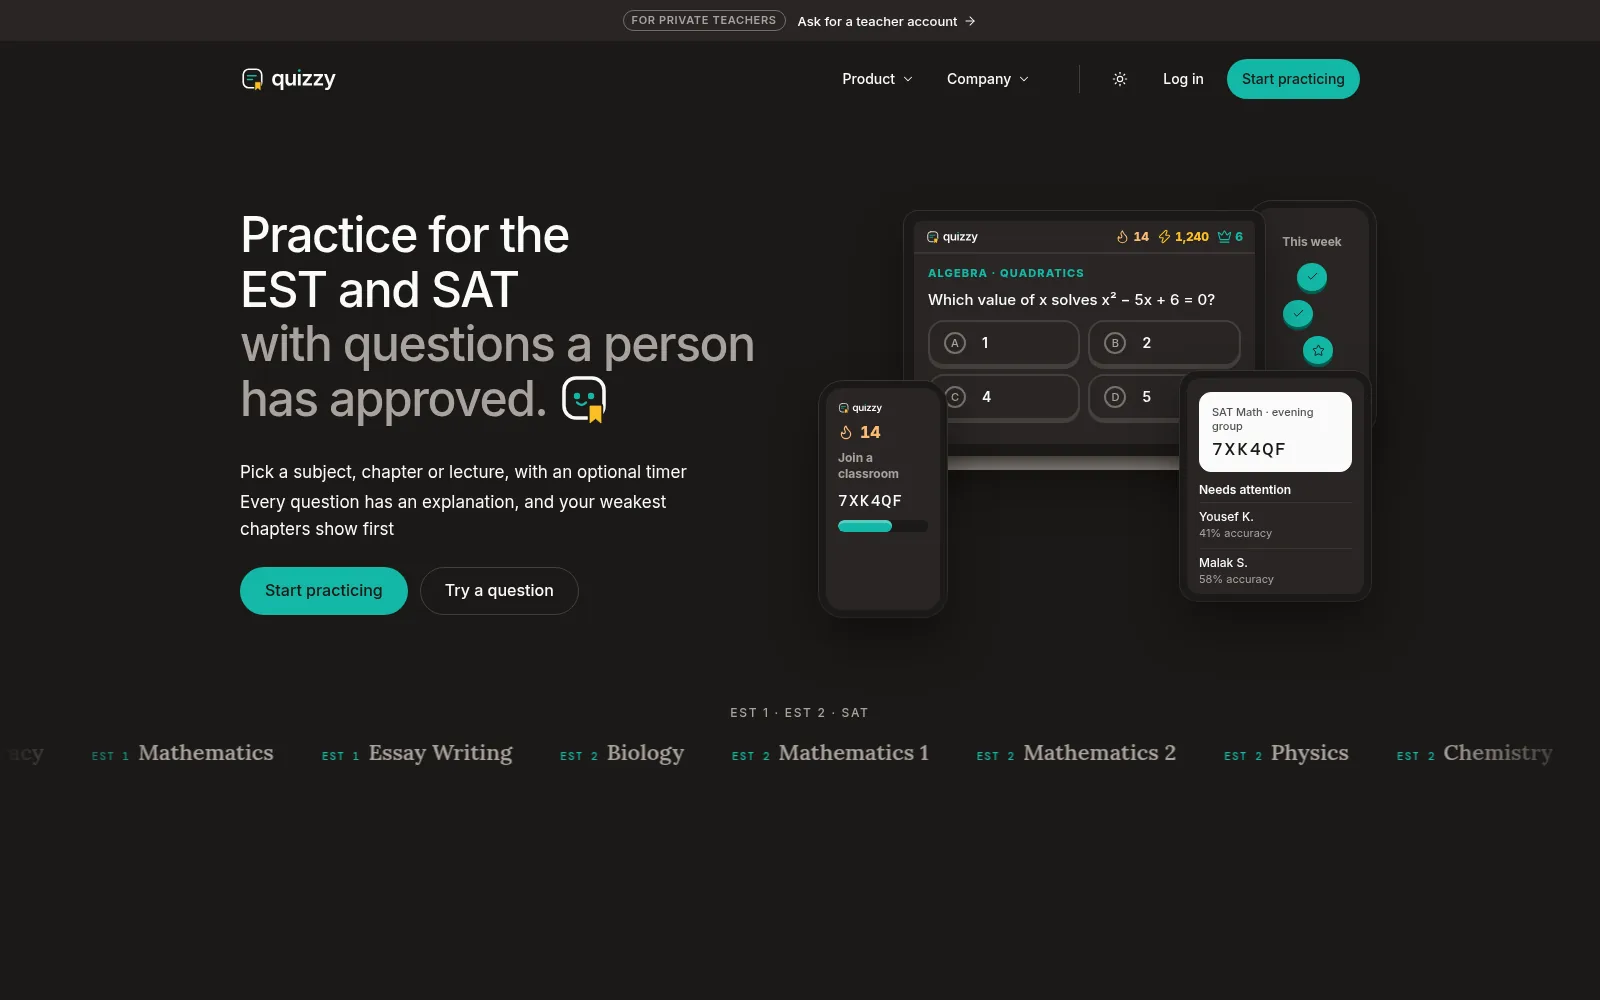 FOR PRIVATE TEACHERS Ask for a teacher account →
quizzy
Product
Company
Log in
Start practicing
Practice for the
EST and SAT
with questions a person
has approved.
Pick a subject, chapter or lecture, with an optional timer
Every question has an explanation, and your weakest
chapters show first
Start practicing
Try a question
quizzy
14
1,240
6
ALGEBRA · QUADRATICS
Which value of x solves x² − 5x + 6 = 0?
A 1
B 2
C 4
D 5
This week
quizzy
14
Join a
classroom
7XK4QF
SAT Math · evening
group
7XK4QF
Needs attention
Yousef K.
41% accuracy
Malak S.
58% accuracy
EST 1 · EST 2 · SAT
EST 1 Mathematics
EST 1 Essay Writing
EST 2 Biology
EST 2 Mathematics 1
EST 2 Mathematics 2
EST 2 Physics
EST 2 Chemistry